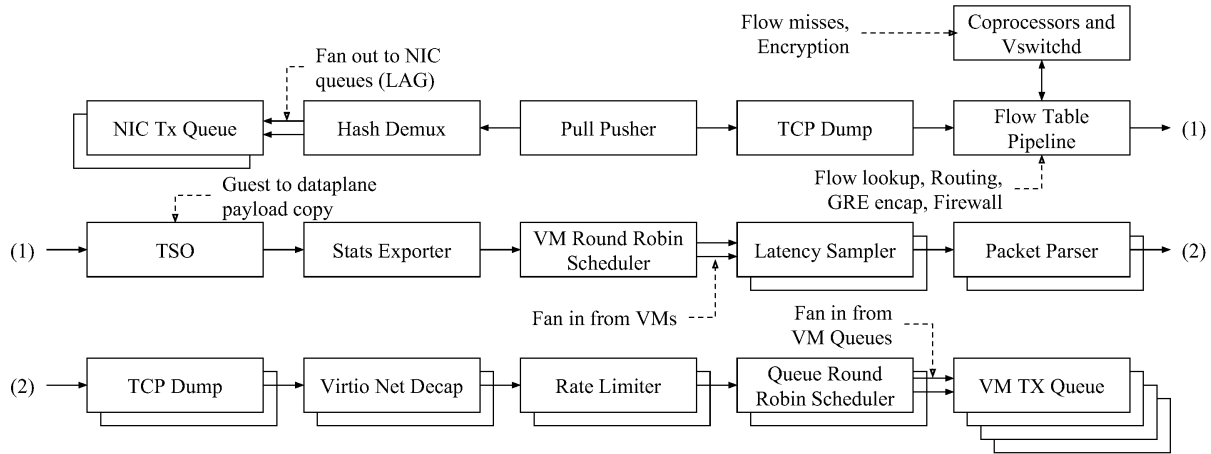 Flow misses,
Encryption
Coprocessors and
Vswitchd
Fan out to NIC
queues (LAG)
NIC Tx Queue
Hash Demux
Pull Pusher
TCP Dump
Flow Table
Pipeline
(1)
Guest to dataplane
payload copy
Flow lookup, Routing,
GRE encap, Firewall
(1)
TSO
Stats Exporter
VM Round Robin
Scheduler
Latency Sampler
Packet Parser
(2)
Fan in from VMs
Fan in from
VM Queues
(2)
TCP Dump
Virtio Net Decap
Rate Limiter
Queue Round
Robin Scheduler
VM TX Queue